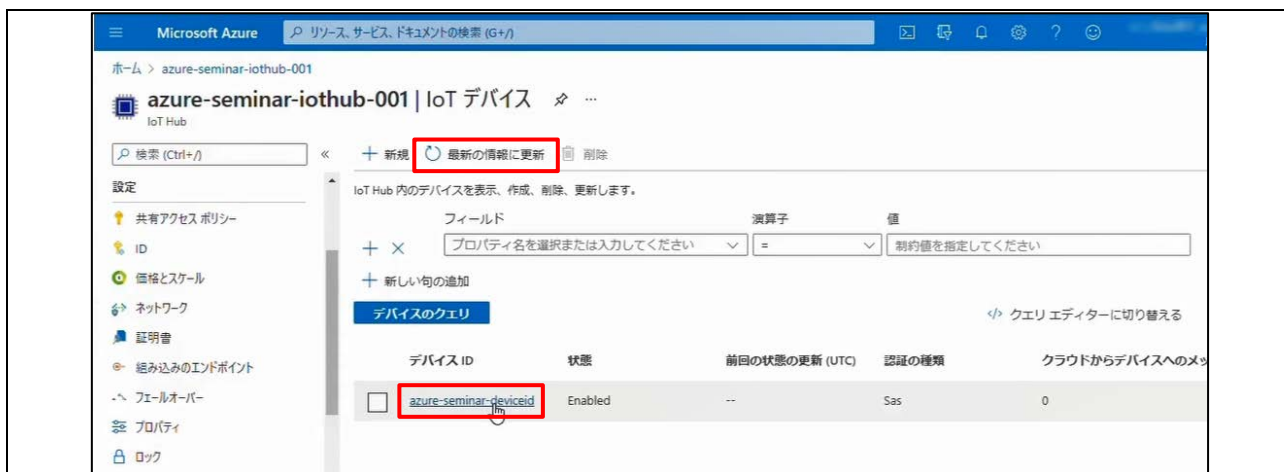 Microsoft Azure
リソース、サービス、ドキュメントの検索 (G+/)
ホーム > azure-seminar-iothub-001
azure-seminar-iothub-001 | IoT デバイス ...
IoT Hub
検索 (Ctrl+/) «
+ 新規 最新の情報に更新 削除
IoT Hub 内のデバイスを表示、作成、削除、更新します。
設定
共有アクセス ポリシー
ID
価格とスケール
ネットワーク
証明書
組み込みのエンドポイント
フェールオーバー
プロパティ
ロック
フィールド 演算子 値
プロパティ名を選択または入力してください = 制約値を指定してください
+ 新しい句の追加
デバイスのクエリ </> クエリ エディターに切り替える
デバイス ID 状態 前回の状態の更新 (UTC) 認証の種類 クラウドからデバイスへのメッ
azure-seminar-deviceid Enabled -- Sas 0